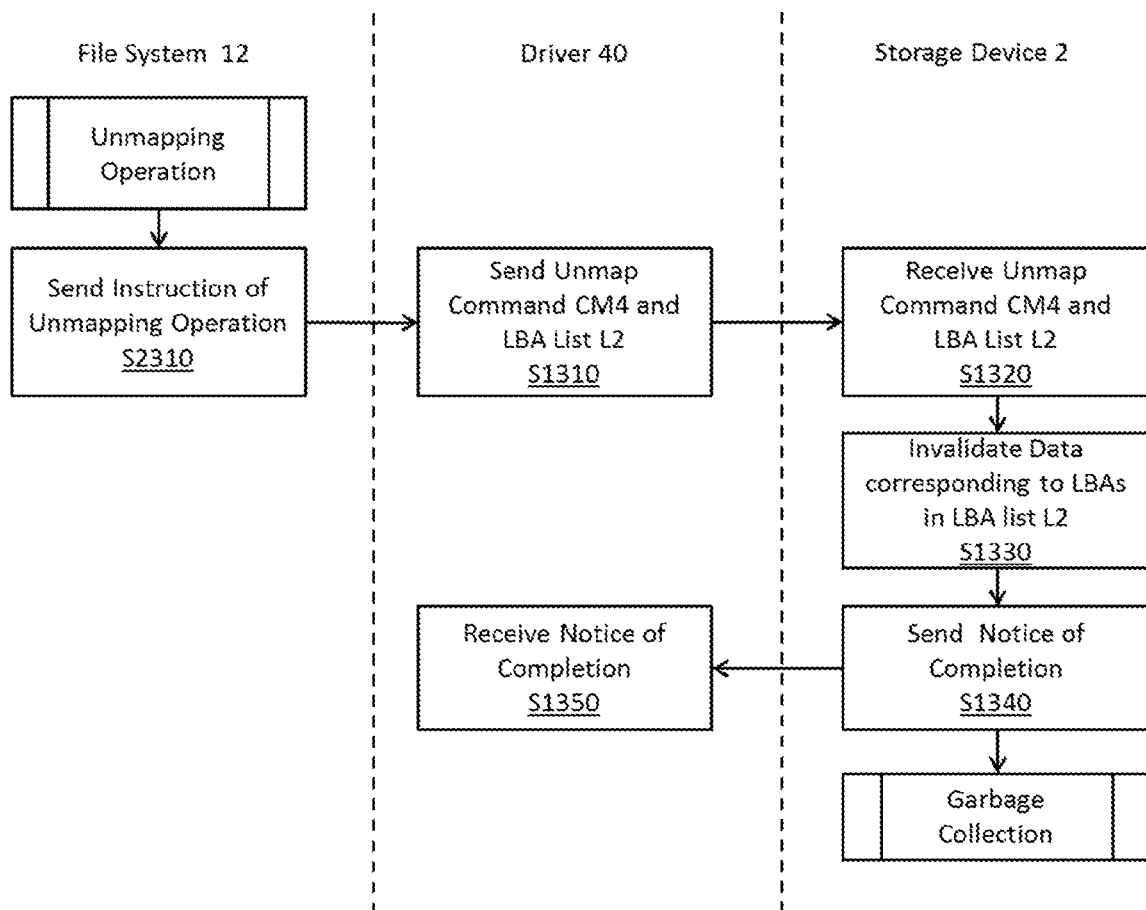 File System 12
Driver 40
Storage Device 2
Unmapping
Operation
Send Instruction of
Unmapping Operation
S2310
Send Unmap
Command CM4 and
LBA List L2
S1310
Receive Unmap
Command CM4 and
LBA List L2
S1320
Invalidate Data
corresponding to LBAs
in LBA list L2
S1330
Receive Notice of
Completion
S1350
Send Notice of
Completion
S1340
Garbage
Collection